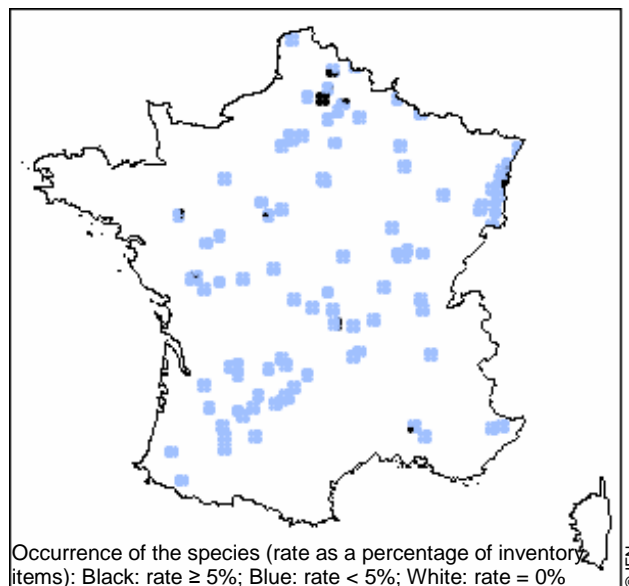 Occurrence of the species (rate as a percentage of inventory
items): Black: rate ≥ 5%; Blue: rate < 5%; White: rate = 0%